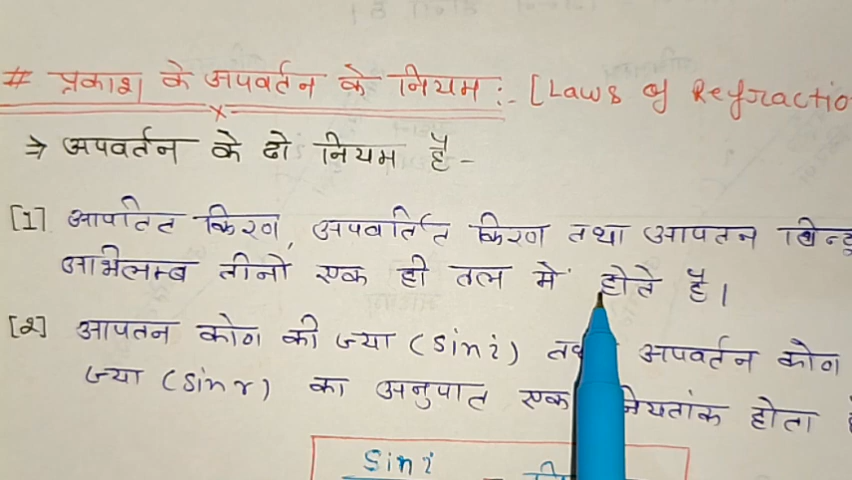 # प्रकाश के अपवर्तन के नियम :- [Laws of Refractio
⇒ अपवर्तन के दो नियम है -
[1] आपतित किरण, अपवर्तित किरण तथा आपतन बिन्दु
अभिलम्ब तीनो एक ही तल में होते है।
[2] आपतन कोण की ज्या (sin i) अपवर्तन कोण
ज्या (sin r) का अनुपात एक नियतांक होता
sin i